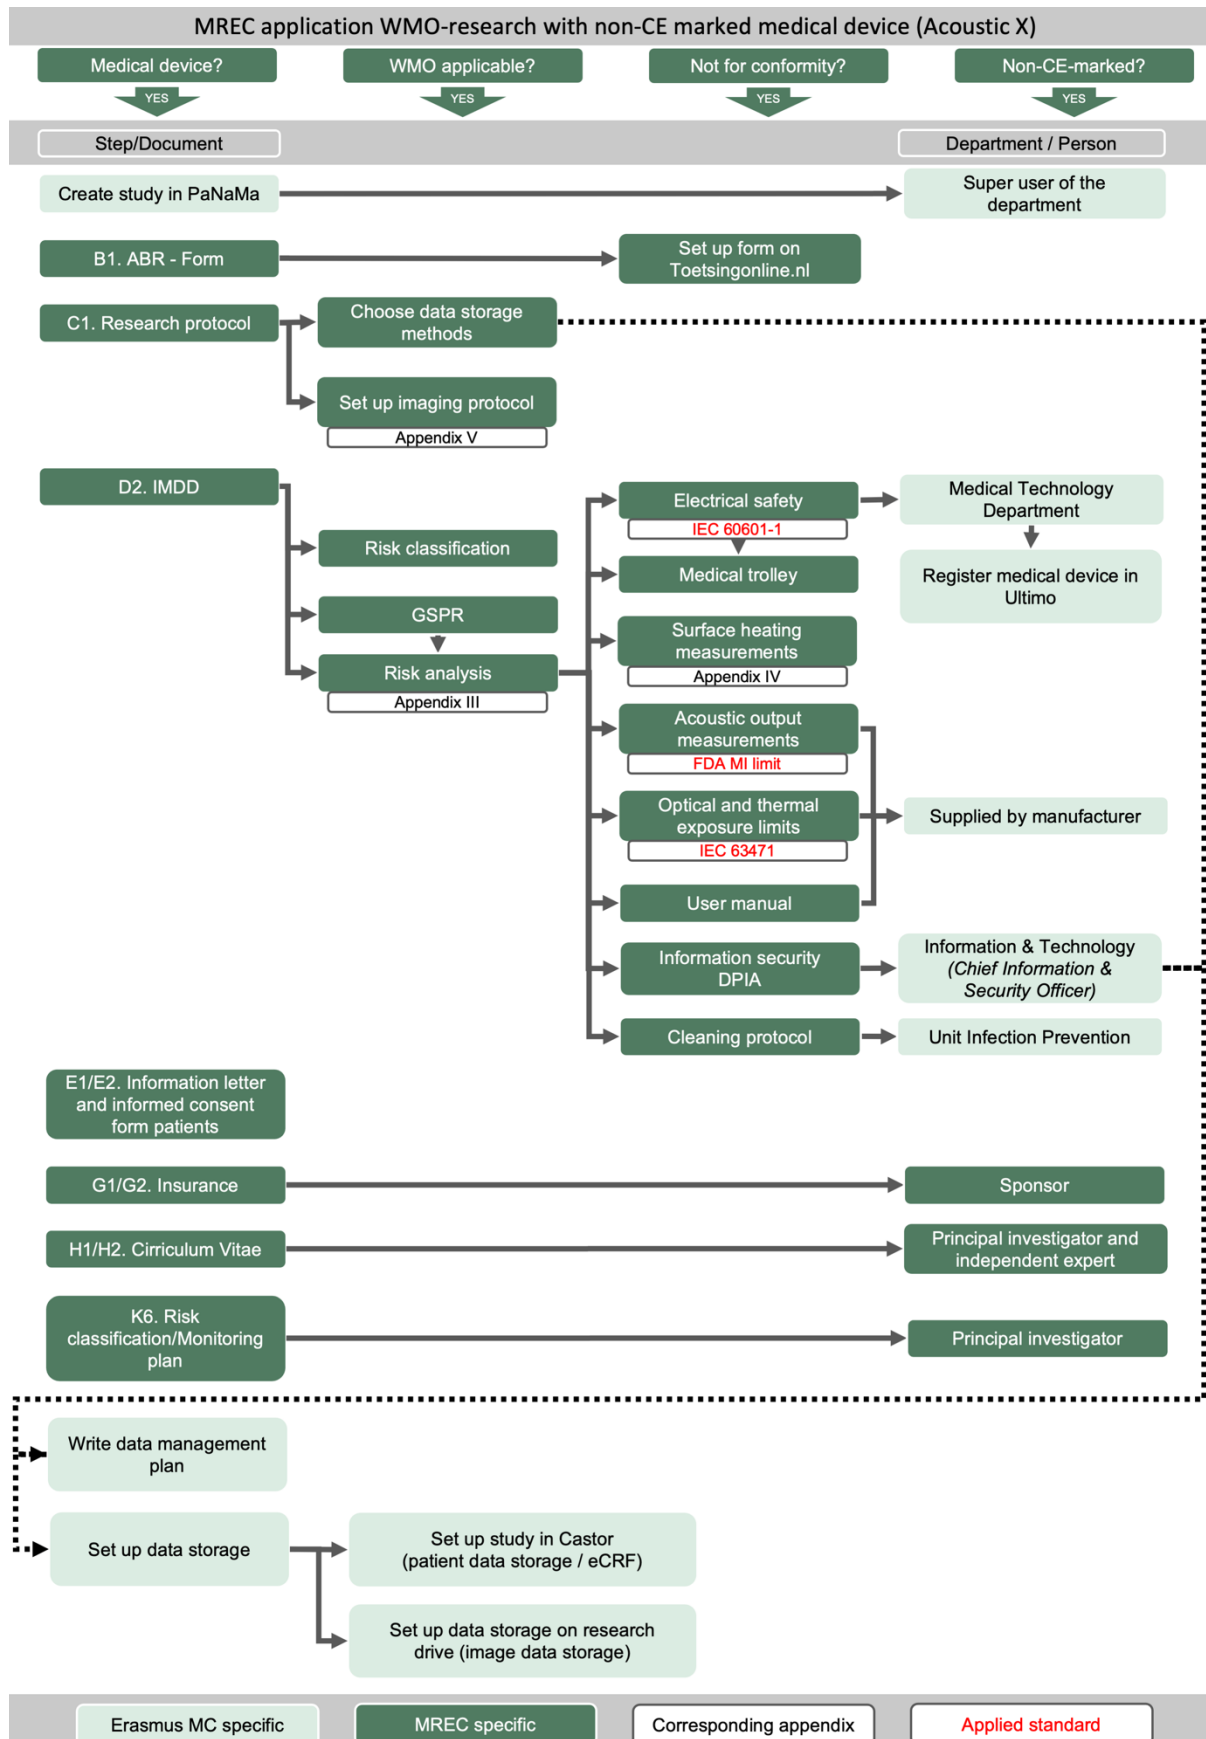 MREC application WMO-research with non-CE marked medical device (Acoustic X)
Medical device?
WMO applicable?
Not for conformity?
Non-CE-marked?
YES
YES
YES
YES
Step/Document
Department / Person
Create study in PaNaMa
Super user of the
department
B1. ABR - Form
Set up form on
Toetsingonline.nl
C1. Research protocol
Choose data storage
methods
Set up imaging protocol
Appendix V
D2. IMDD
Risk classification
GSPR
Risk analysis
Appendix III
Electrical safety
IEC 60601-1
Medical Technology
Department
Medical trolley
Register medical device in
Ultimo
Surface heating
measurements
Appendix IV
Acoustic output
measurements
FDA MI limit
Optical and thermal
exposure limits
IEC 63471
Supplied by manufacturer
User manual
Information security
DPIA
Information & Technology
(Chief Information &
Security Officer)
Cleaning protocol
Unit Infection Prevention
E1/E2. Information letter
and informed consent
form patients
G1/G2. Insurance
Sponsor
H1/H2. Cirriculum Vitae
Principal investigator and
independent expert
K6. Risk
classification/Monitoring
plan
Principal investigator
Write data management
plan
Set up data storage
Set up study in Castor
(patient data storage / eCRF)
Set up data storage on research
drive (image data storage)
Erasmus MC specific
MREC specific
Corresponding appendix
Applied standard